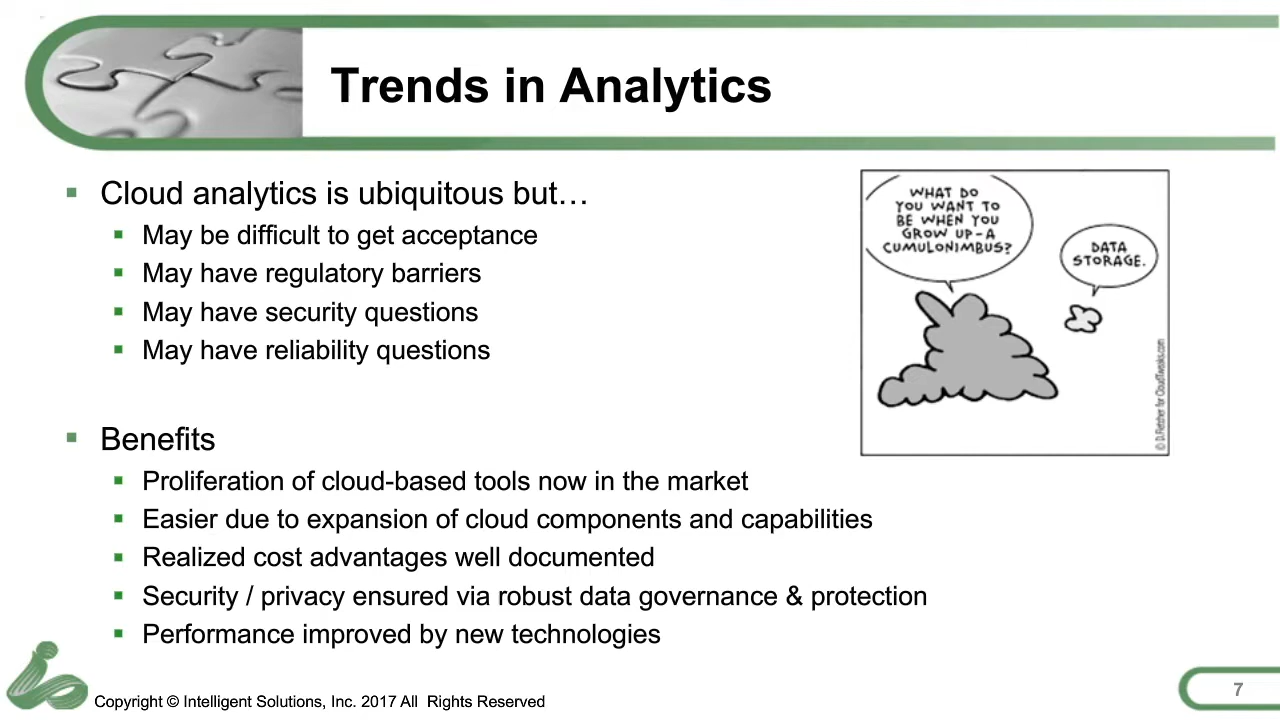 Trends in Analytics
Cloud analytics is ubiquitous but…
May be difficult to get acceptance
May have regulatory barriers
May have security questions
May have reliability questions
WHAT DO
YOU WANT TO
BE WHEN YOU
GROW UP-A
CUMULONIMBUS?
DATA
STORAGE.
© D.Fletcher for CloudTweaks.com
Benefits
Proliferation of cloud-based tools now in the market
Easier due to expansion of cloud components and capabilities
Realized cost advantages well documented
Security / privacy ensured via robust data governance & protection
Performance improved by new technologies
Copyright © Intelligent Solutions, Inc. 2017 All  Rights Reserved
7